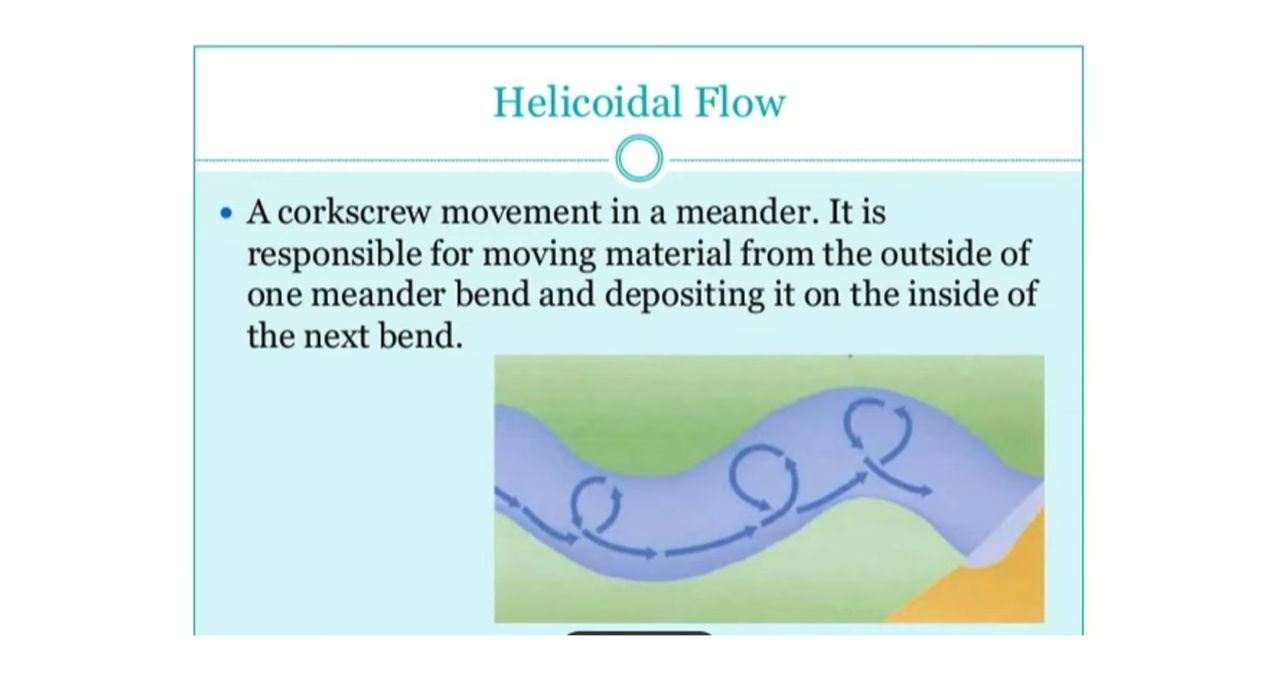 Helicoidal Flow
• A corkscrew movement in a meander. It is
responsible for moving material from the outside of
one meander bend and depositing it on the inside of
the next bend.